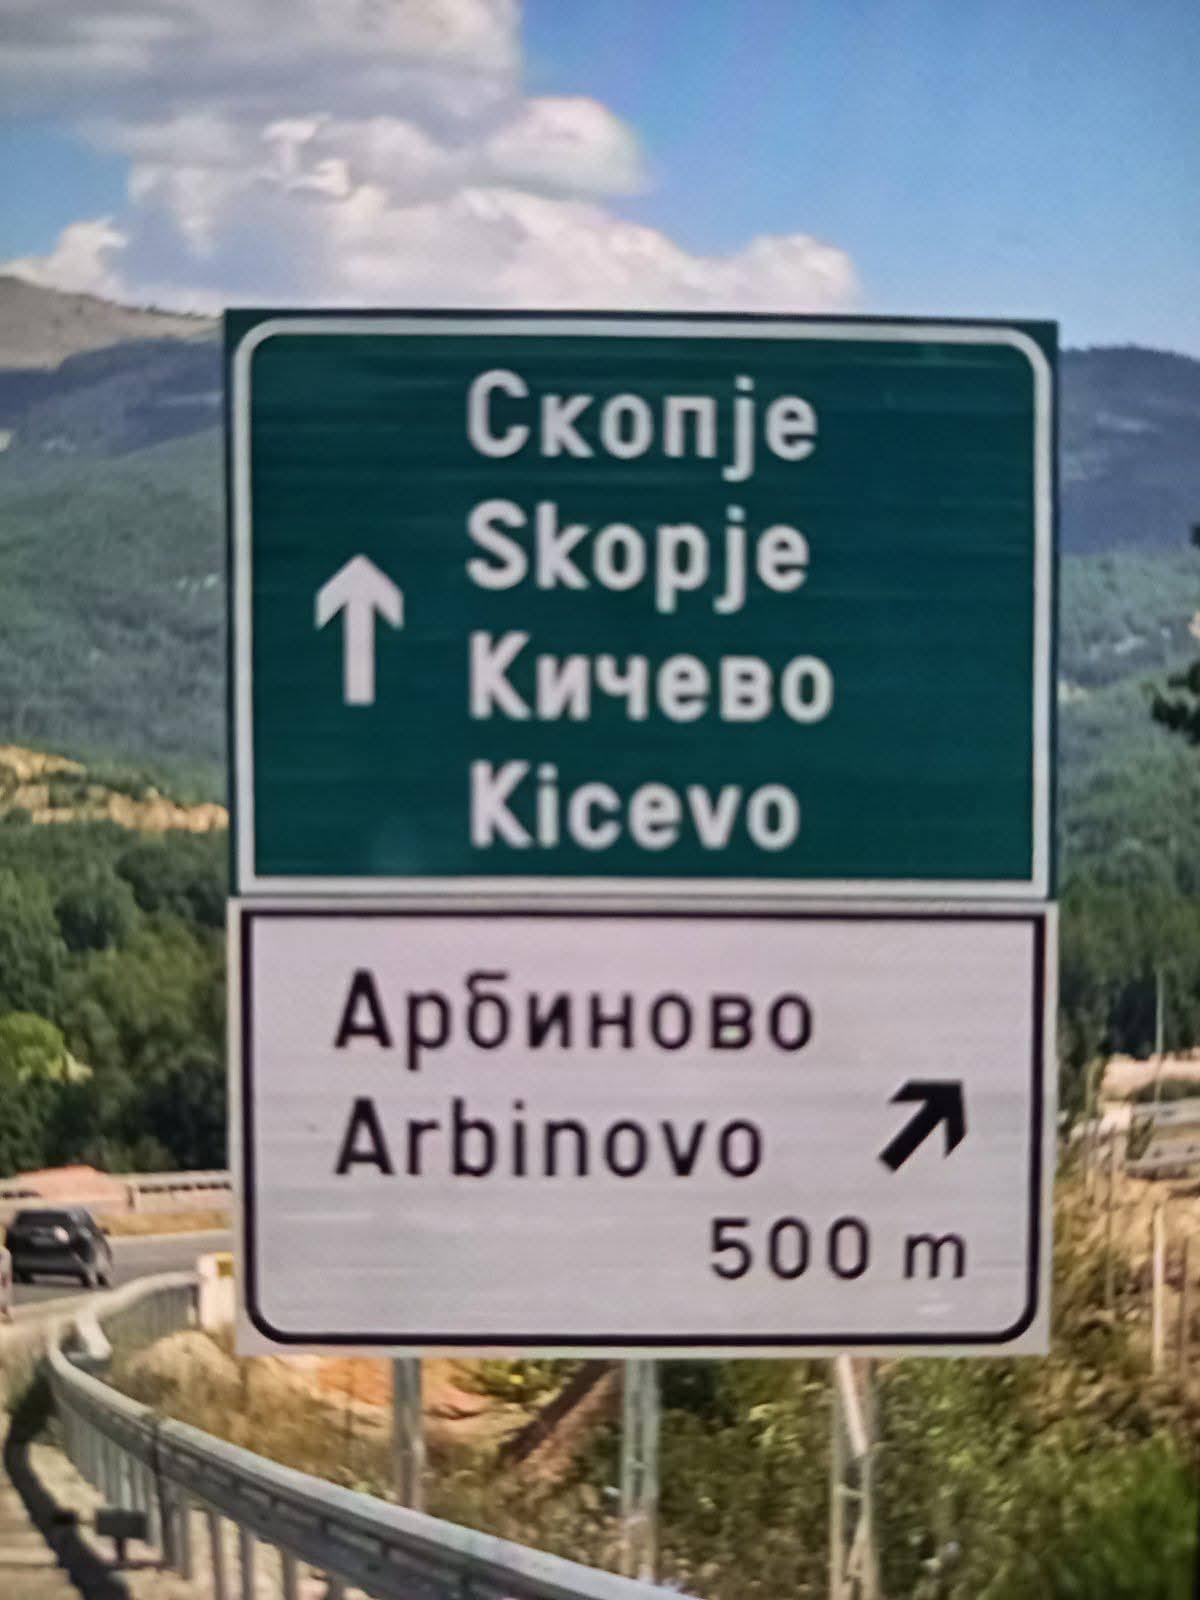 Скопје
Skopje
Кичево
Kicevo
Арбиново
Arbinovo
500 m